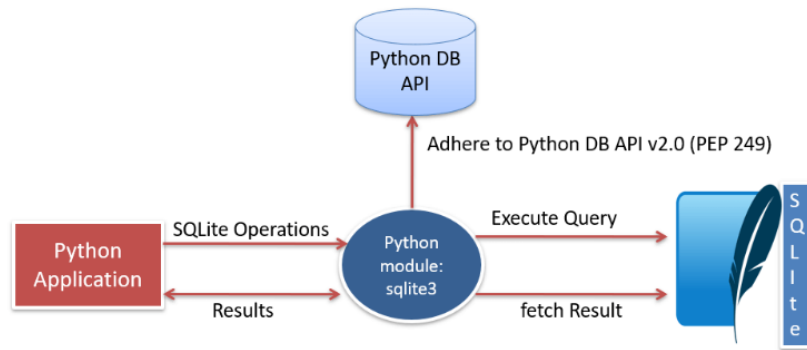 Python DB
API
Adhere to Python DB API v2.0 (PEP 249)
Python
Application
SQLite Operations
Results
Python
module:
sqlite3
Execute Query
fetch Result
S
Q
L
I
t
e